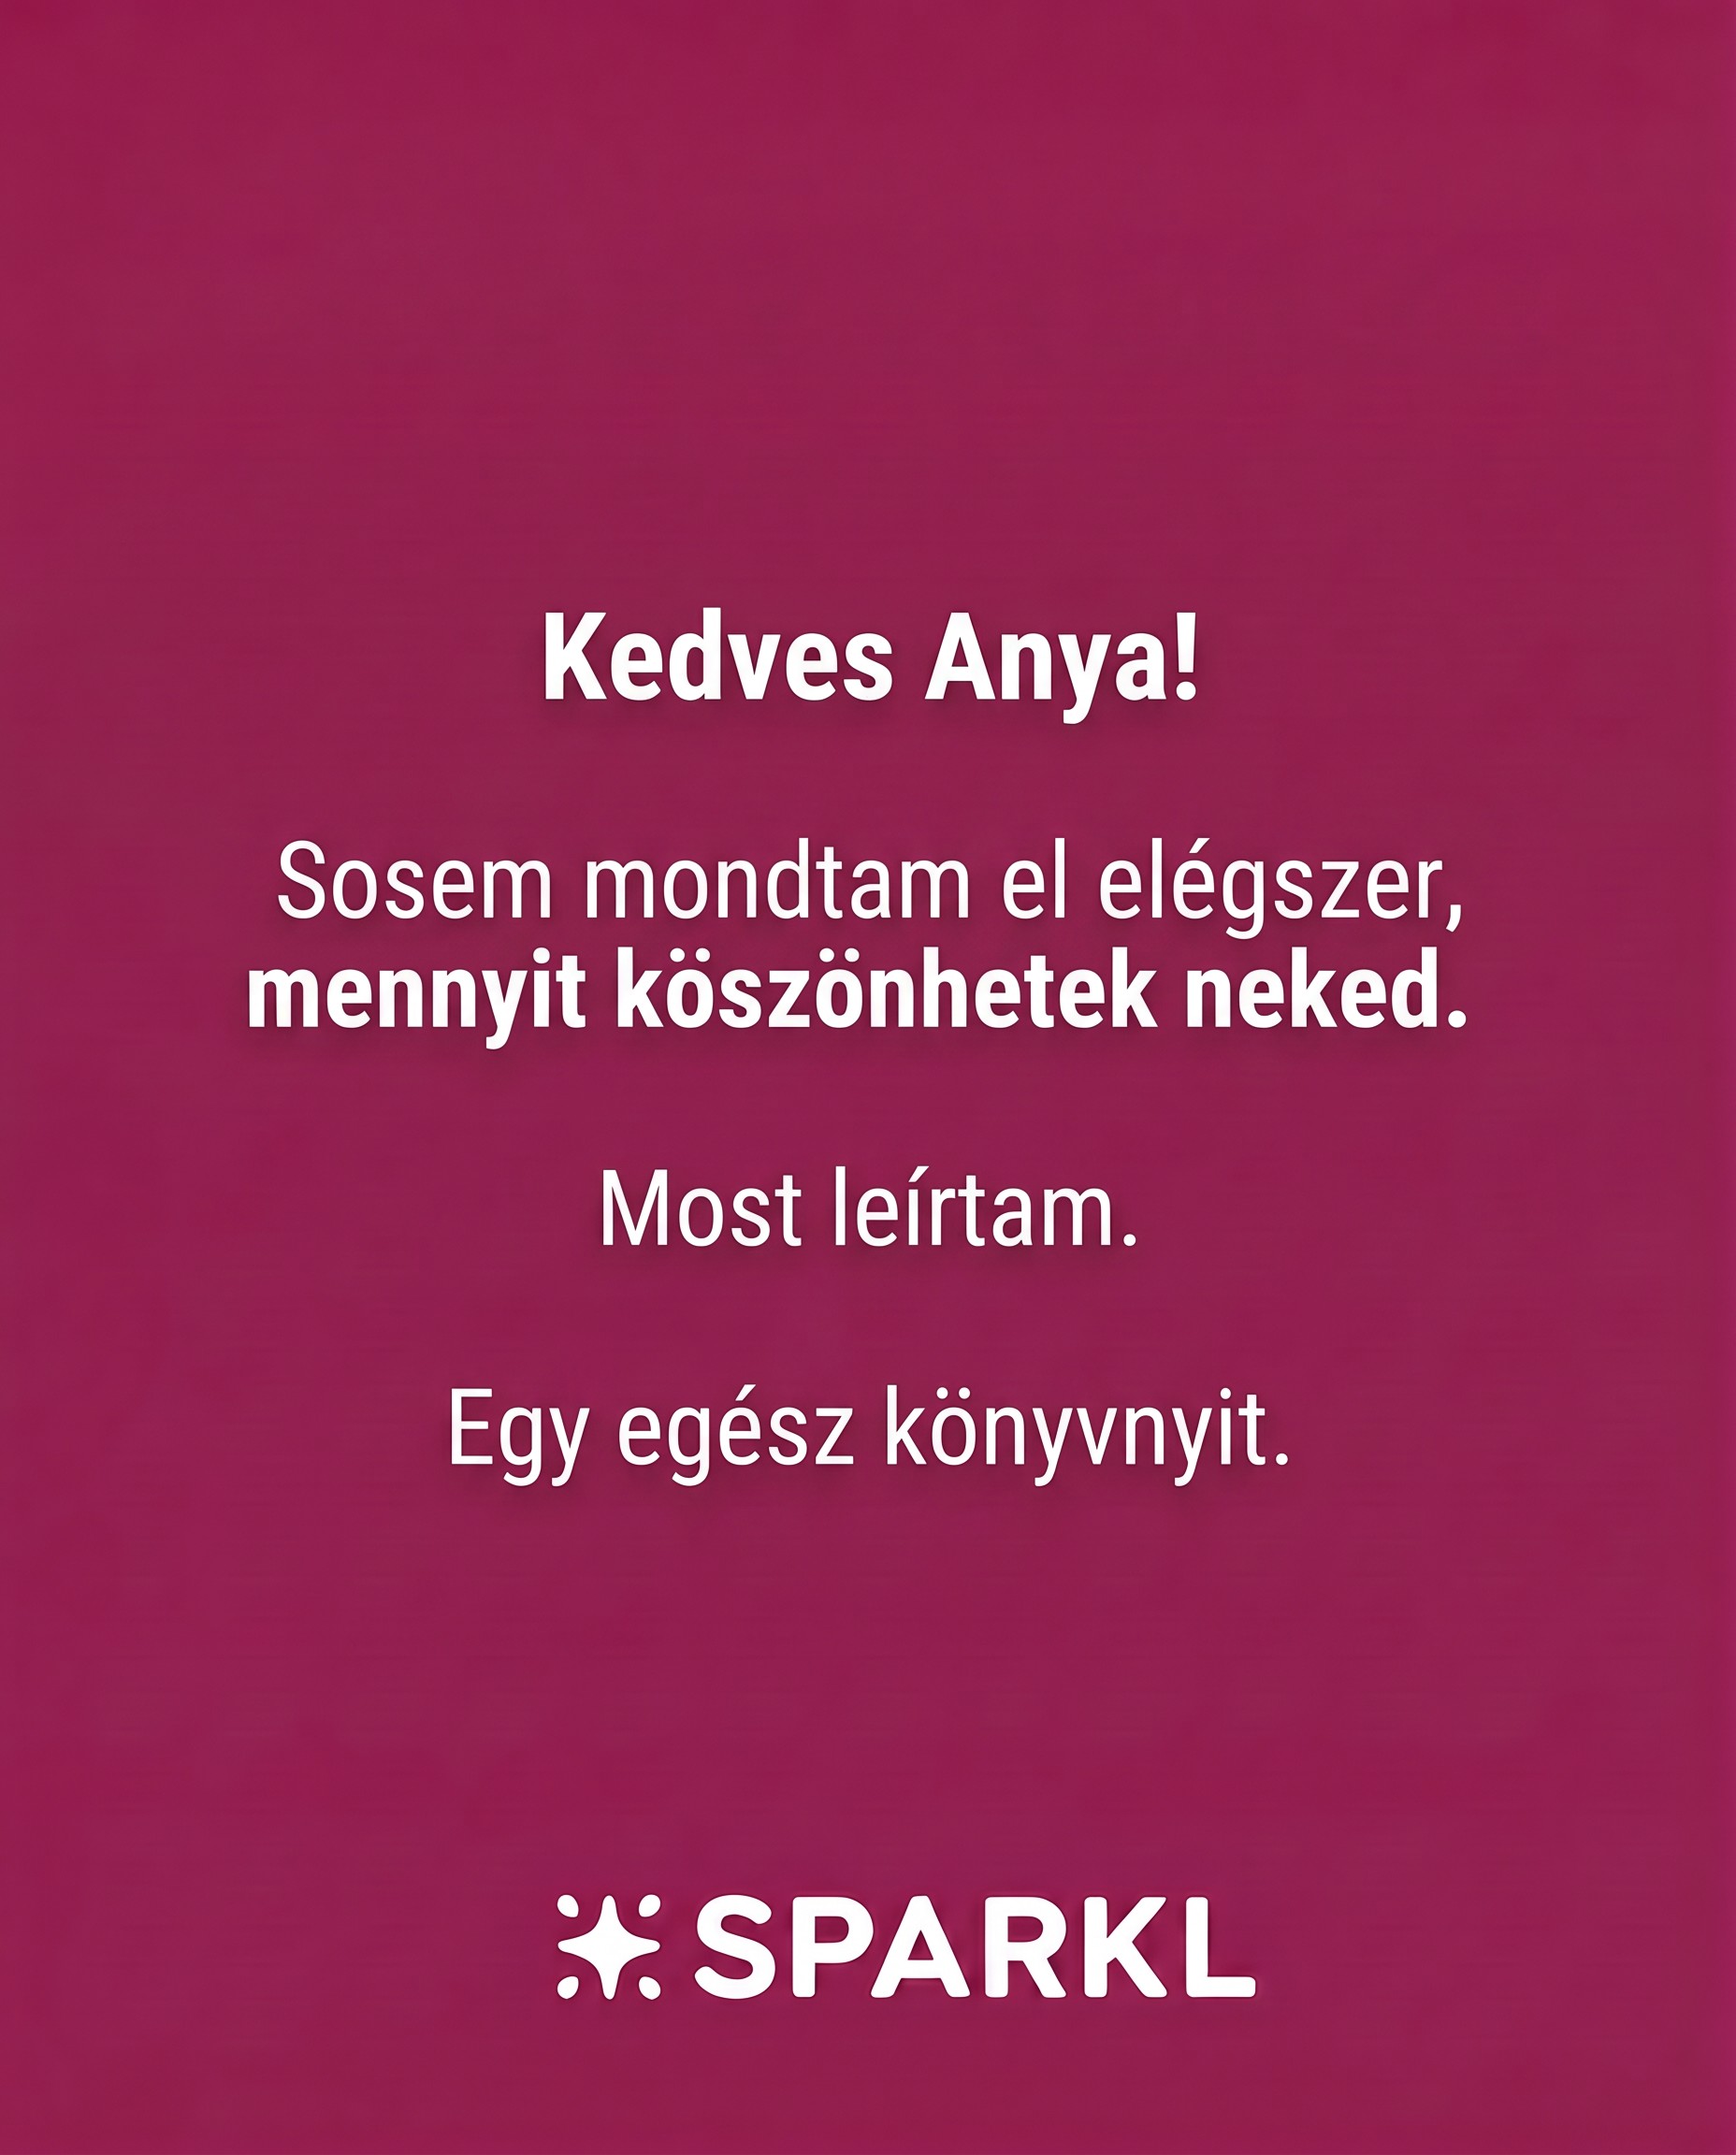 Kedves Anya!
Sosem mondtam el elégszer,
mennyit köszönhetek neked.
Most leírtam.
Egy egész könyvnyit.
SPARKL